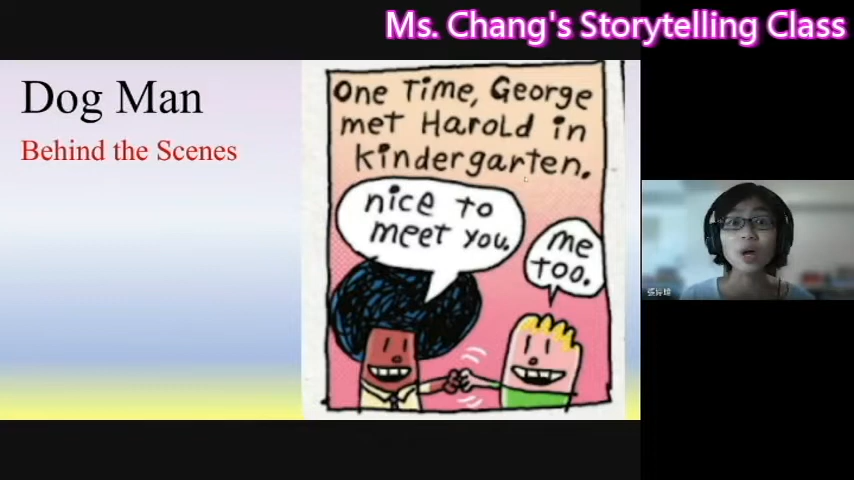 Ms. Chang's Storytelling Class
Dog Man
Behind the Scenes
One Time, George
met Harold in
kindergarten.
nice to
meet you.
me
too.